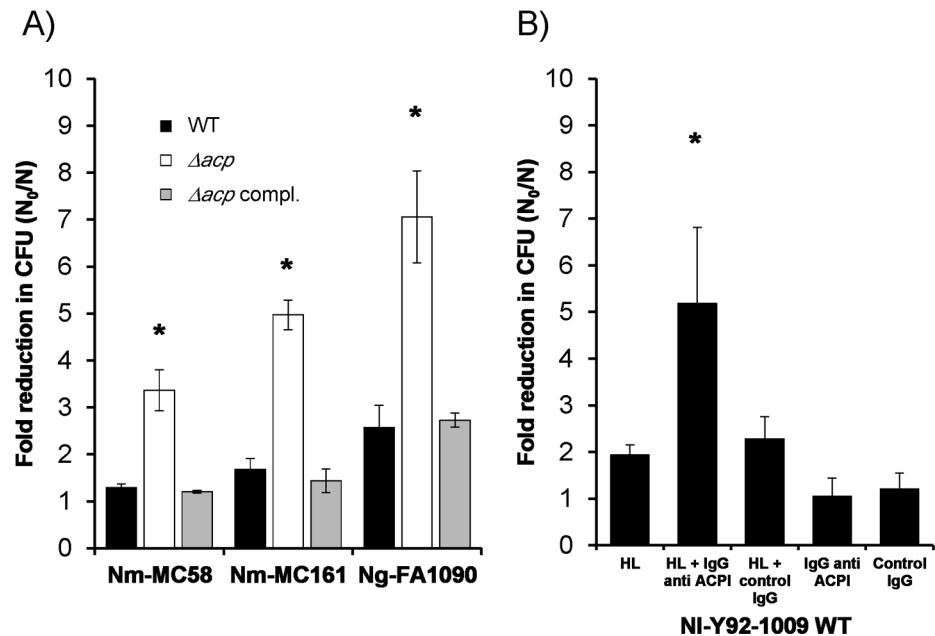 A)
10
9
8
7
6
5
4
3
2
1
0
Fold reduction in CFU (N₀/N)
WT
Δacp
Δacp compl.
*
*
*
Nm-MC58
Nm-MC161
Ng-FA1090
B)
10
9
8
7
6
5
4
3
2
1
0
Fold reduction in CFU (N₀/N)
*
HL
HL + IgG
anti ACPI
HL +
control
IgG
IgG anti
ACPI
Control
IgG
Nl-Y92-1009 WT